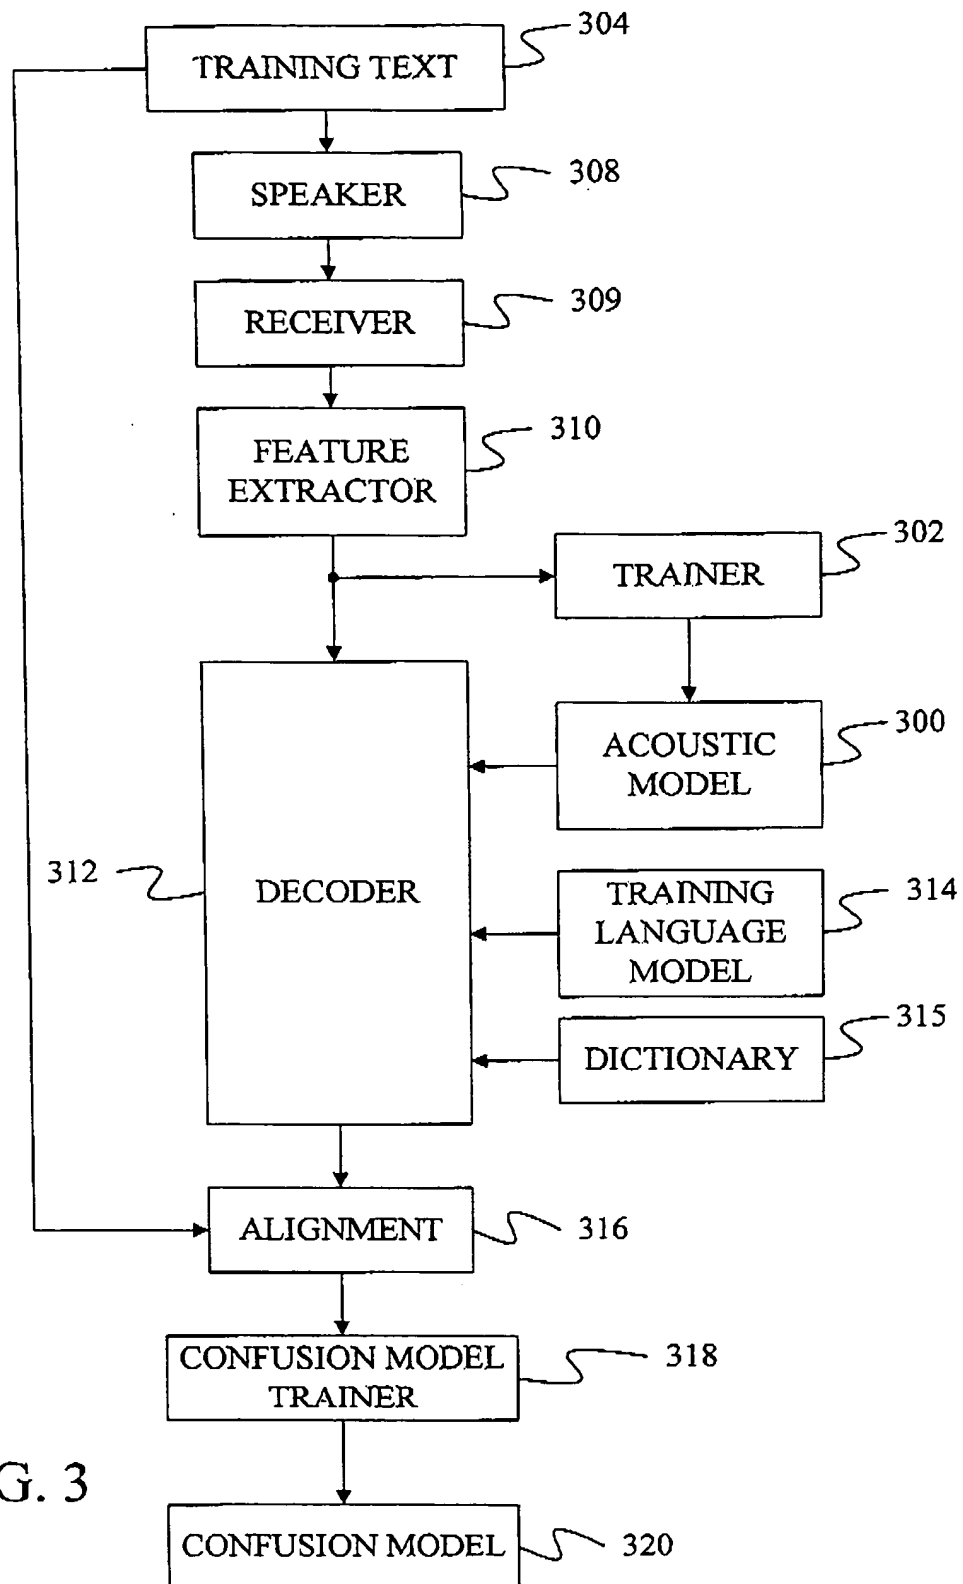 304
TRAINING TEXT
308
SPEAKER
309
RECEIVER
310
FEATURE
EXTRACTOR
302
TRAINER
300
ACOUSTIC
MODEL
312
DECODER
314
TRAINING
LANGUAGE
MODEL
315
DICTIONARY
ALIGNMENT
316
CONFUSION MODEL
TRAINER
318
G. 3
CONFUSION MODEL
320